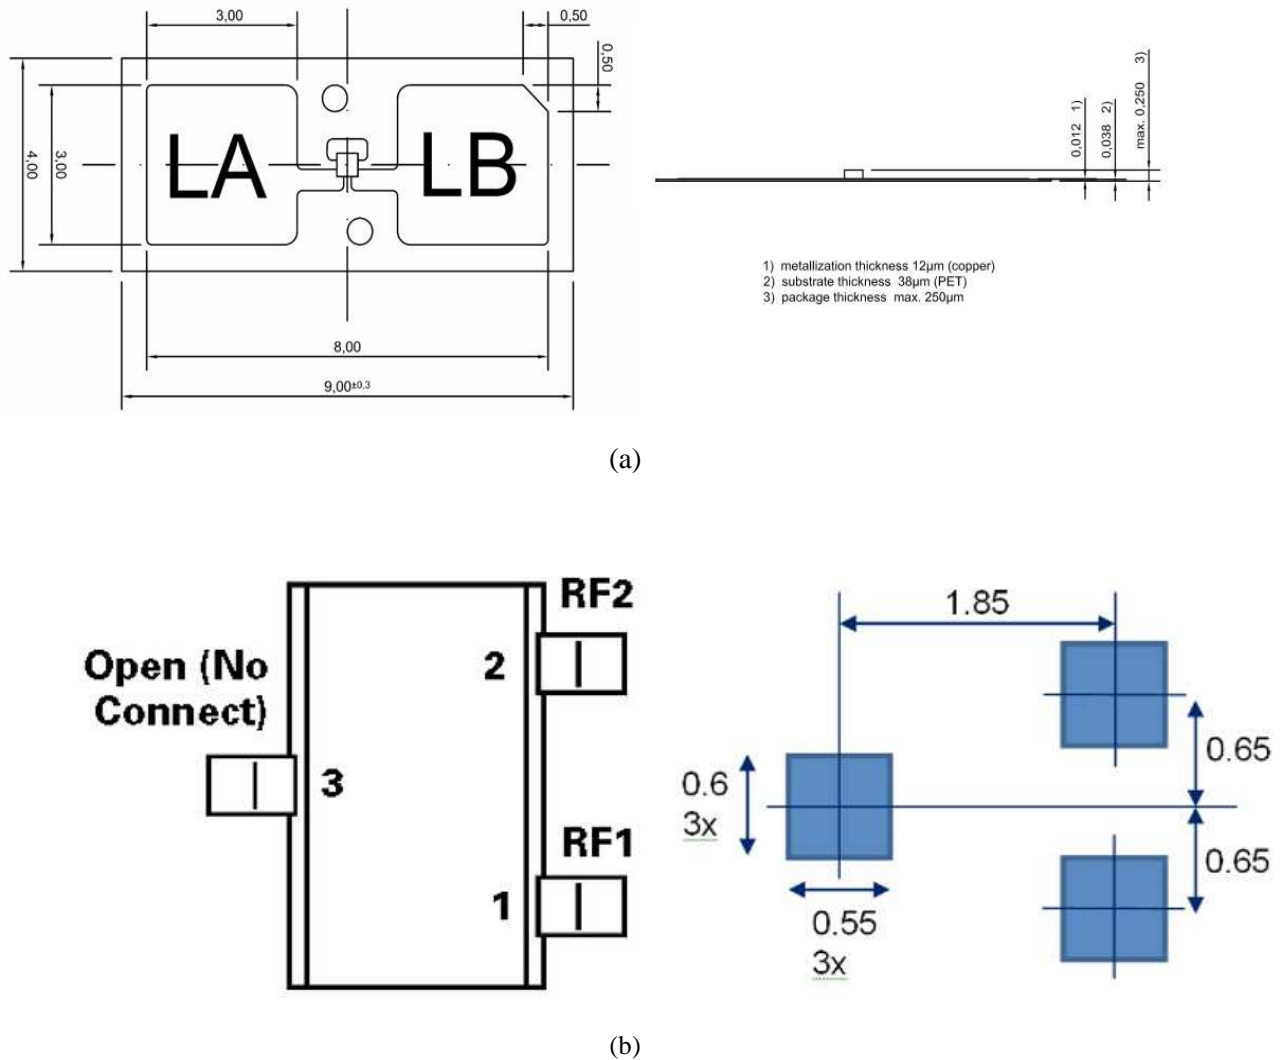 3,00
0,50
0,50
4,00
3,00
LA
LB
8,00
9,00±0,3
0,012 1)
0,038 2)
max. 0,250 3)
1) metallization thickness 12µm (copper)
2) substrate thickness 38µm (PET)
3) package thickness max. 250µm
(a)
RF2
2
Open (No
Connect)
3
RF1
1
1.85
0.65
0.6
3x
0.65
0.55
3x
(b)